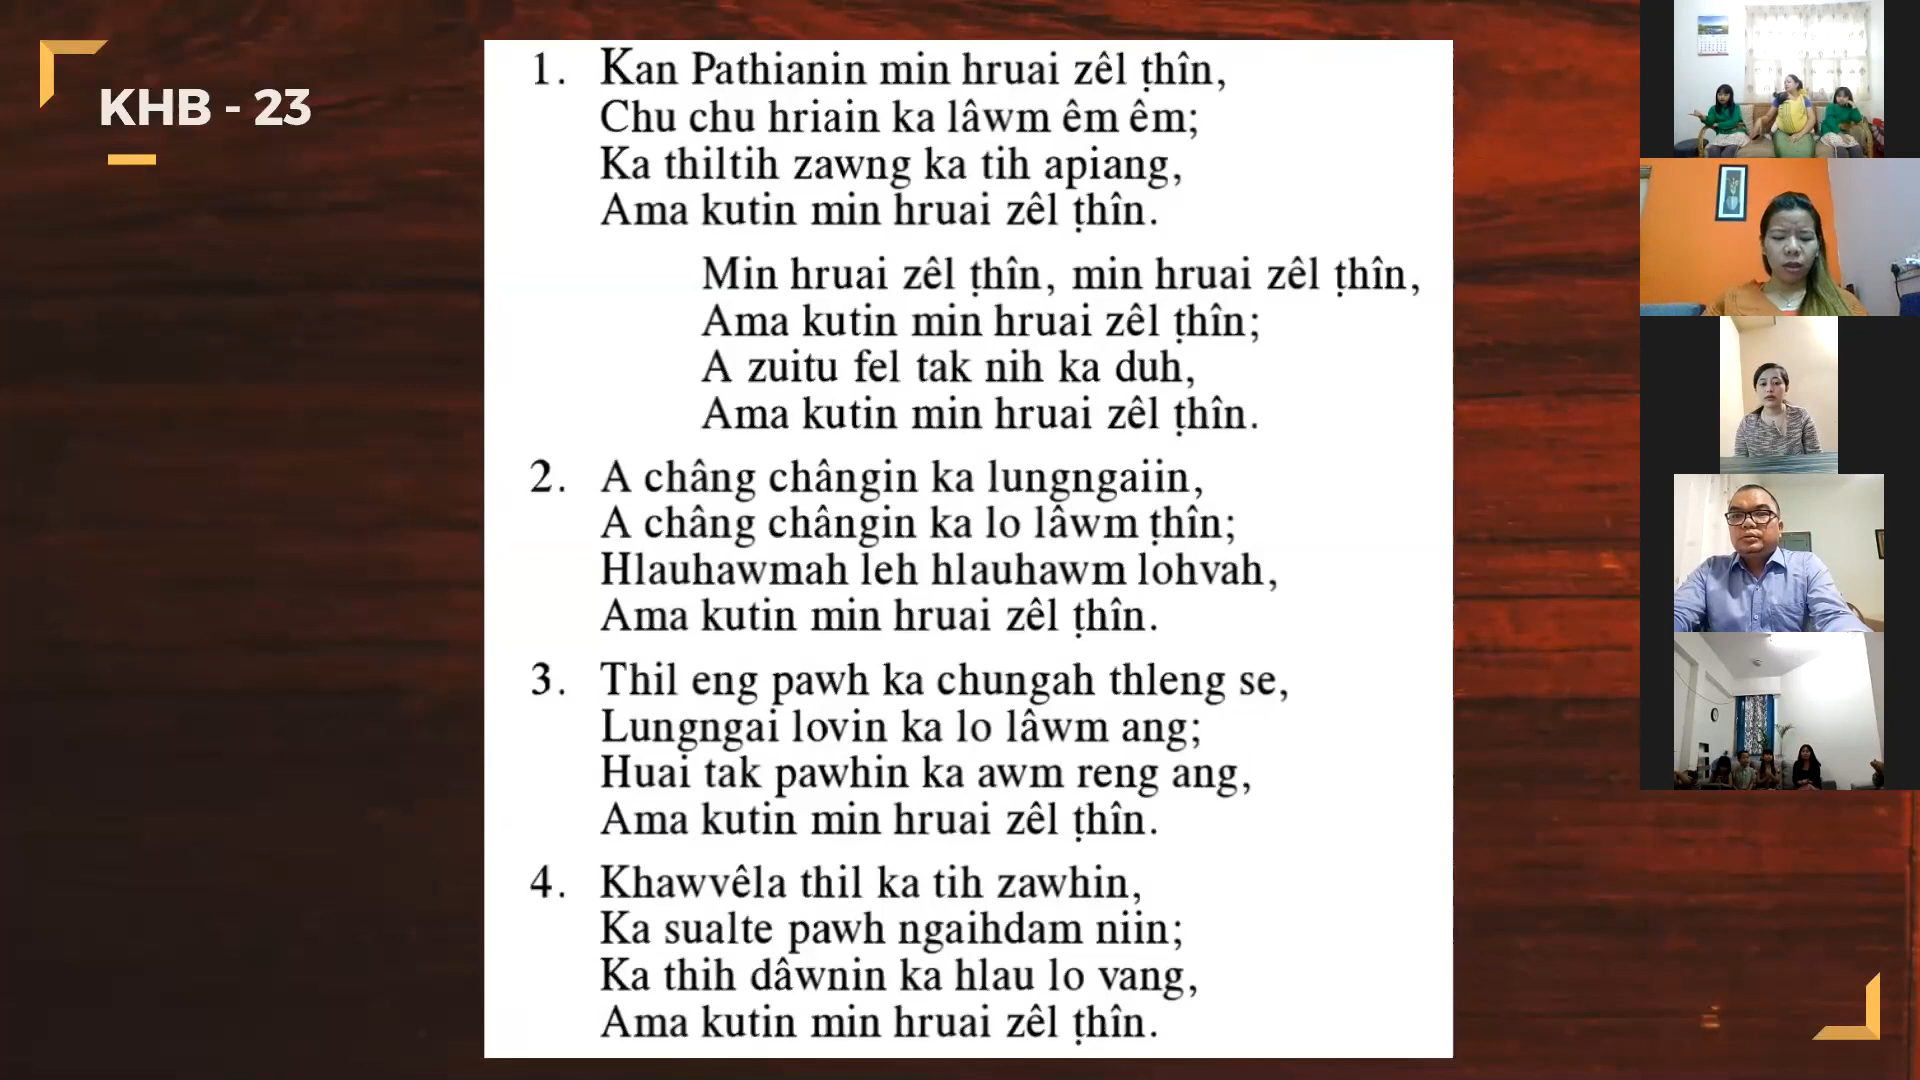 KHB - 23
1. Kan Pathianin min hruai zêl ṭhîn,
Chu chu hriain ka lâwm êm êm;
Ka thiltih zawng ka tih apiang,
Ama kutin min hruai zêl ṭhîn.
Min hruai zêl ṭhîn, min hruai zêl ṭhîn,
Ama kutin min hruai zêl ṭhîn;
A zuitu fel tak nih ka duh,
Ama kutin min hruai zêl ṭhîn.
2. A châng chângin ka lungngaiin,
A châng chângin ka lo lâwm ṭhîn;
Hlauhawmah leh hlauhawm lohvah,
Ama kutin min hruai zêl ṭhîn.
3. Thil eng pawh ka chungah thleng se,
Lungngai lovin ka lo lâwm ang;
Huai tak pawhin ka awm reng ang,
Ama kutin min hruai zêl ṭhîn.
4. Khawvêla thil ka tih zawhin,
Ka sualte pawh ngaihdam niin;
Ka thih dâwnin ka hlau lo vang,
Ama kutin min hruai zêl ṭhîn.